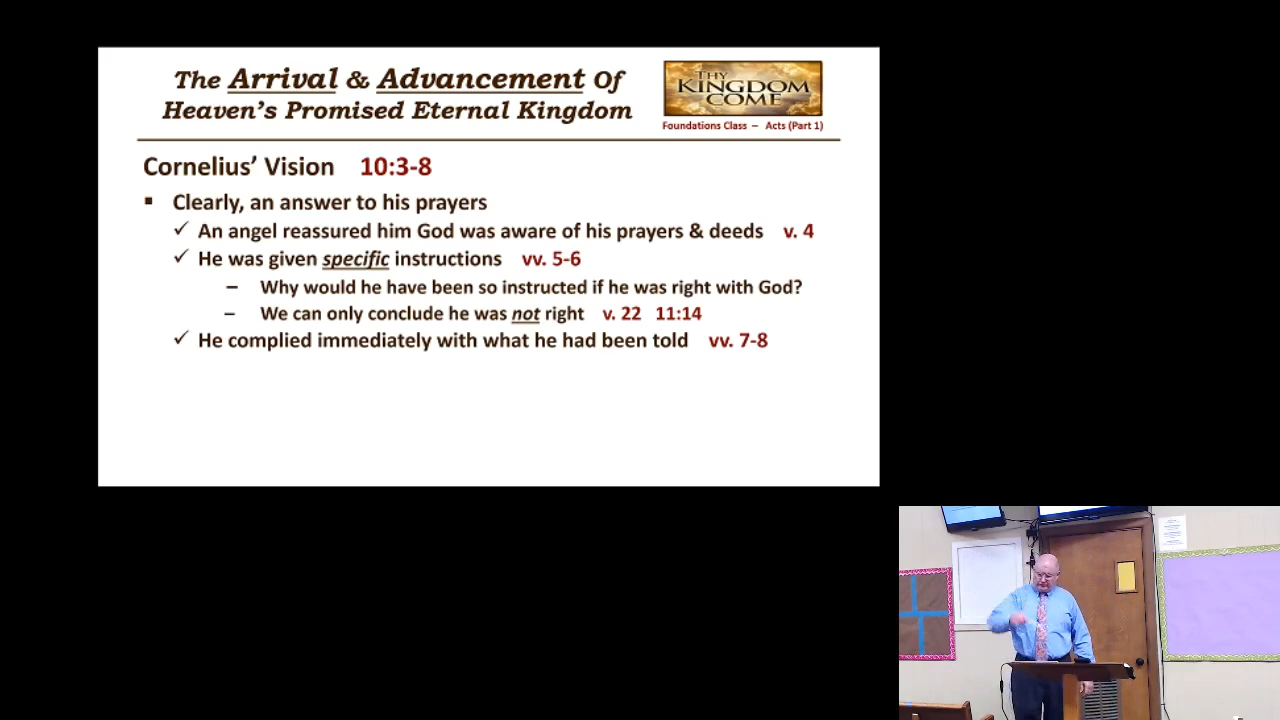 The Arrival & Advancement Of
Heaven's Promised Eternal Kingdom
THY
KINGDOM
COME
Foundations Class – Acts (Part 1)
Cornelius' Vision 10:3-8
▪ Clearly, an answer to his prayers
✓ An angel reassured him God was aware of his prayers & deeds v. 4
✓ He was given specific instructions vv. 5-6
– Why would he have been so instructed if he was right with God?
– We can only conclude he was not right v. 22 11:14
✓ He complied immediately with what he had been told vv. 7-8